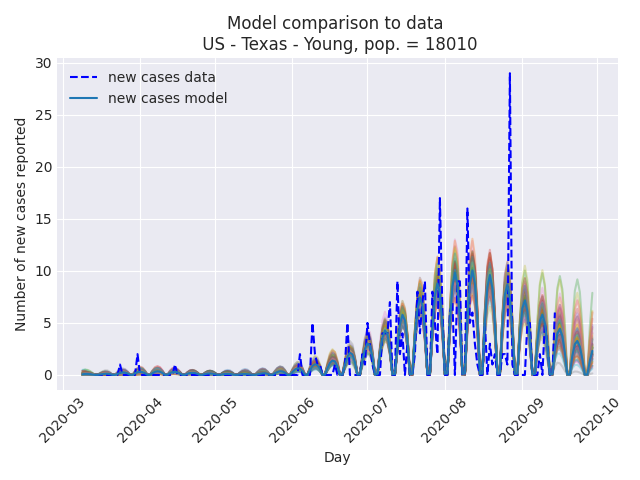 Model comparison to data
US - Texas - Young, pop. = 18010
new cases data
new cases model
Number of new cases reported
30
25
20
15
10
5
0
2020-03
2020-04
2020-05
2020-06
2020-07
2020-08
2020-09
2020-10
Day